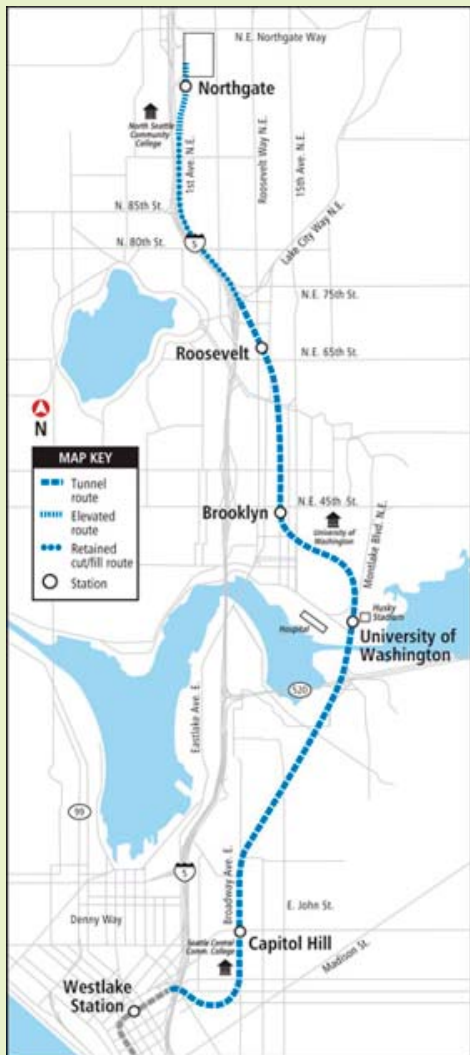 N.E. Northgate Way
Northgate
North Seattle
Community
College
1st Ave. N.E.
Roosevelt Way N.E.
15th Ave. N.E.
Lake City Way N.E.
N. 85th St.
N. 80th St.
5
N.E. 75th St.
Roosevelt
N.E. 65th St.
N
MAP KEY
Tunnel
route
Elevated
route
Retained
cut/fill route
Station
Brooklyn
N.E. 45th St.
University of
Washington
Montlake Blvd. N.E.
Husky
Stadium
Hospital
University of
Washington
520
Eastlake Ave. E.
99
5
Broadway Ave. E.
E. John St.
Denny Way
Capitol Hill
Seattle Central
Comm. College
Madison St.
Westlake
Station